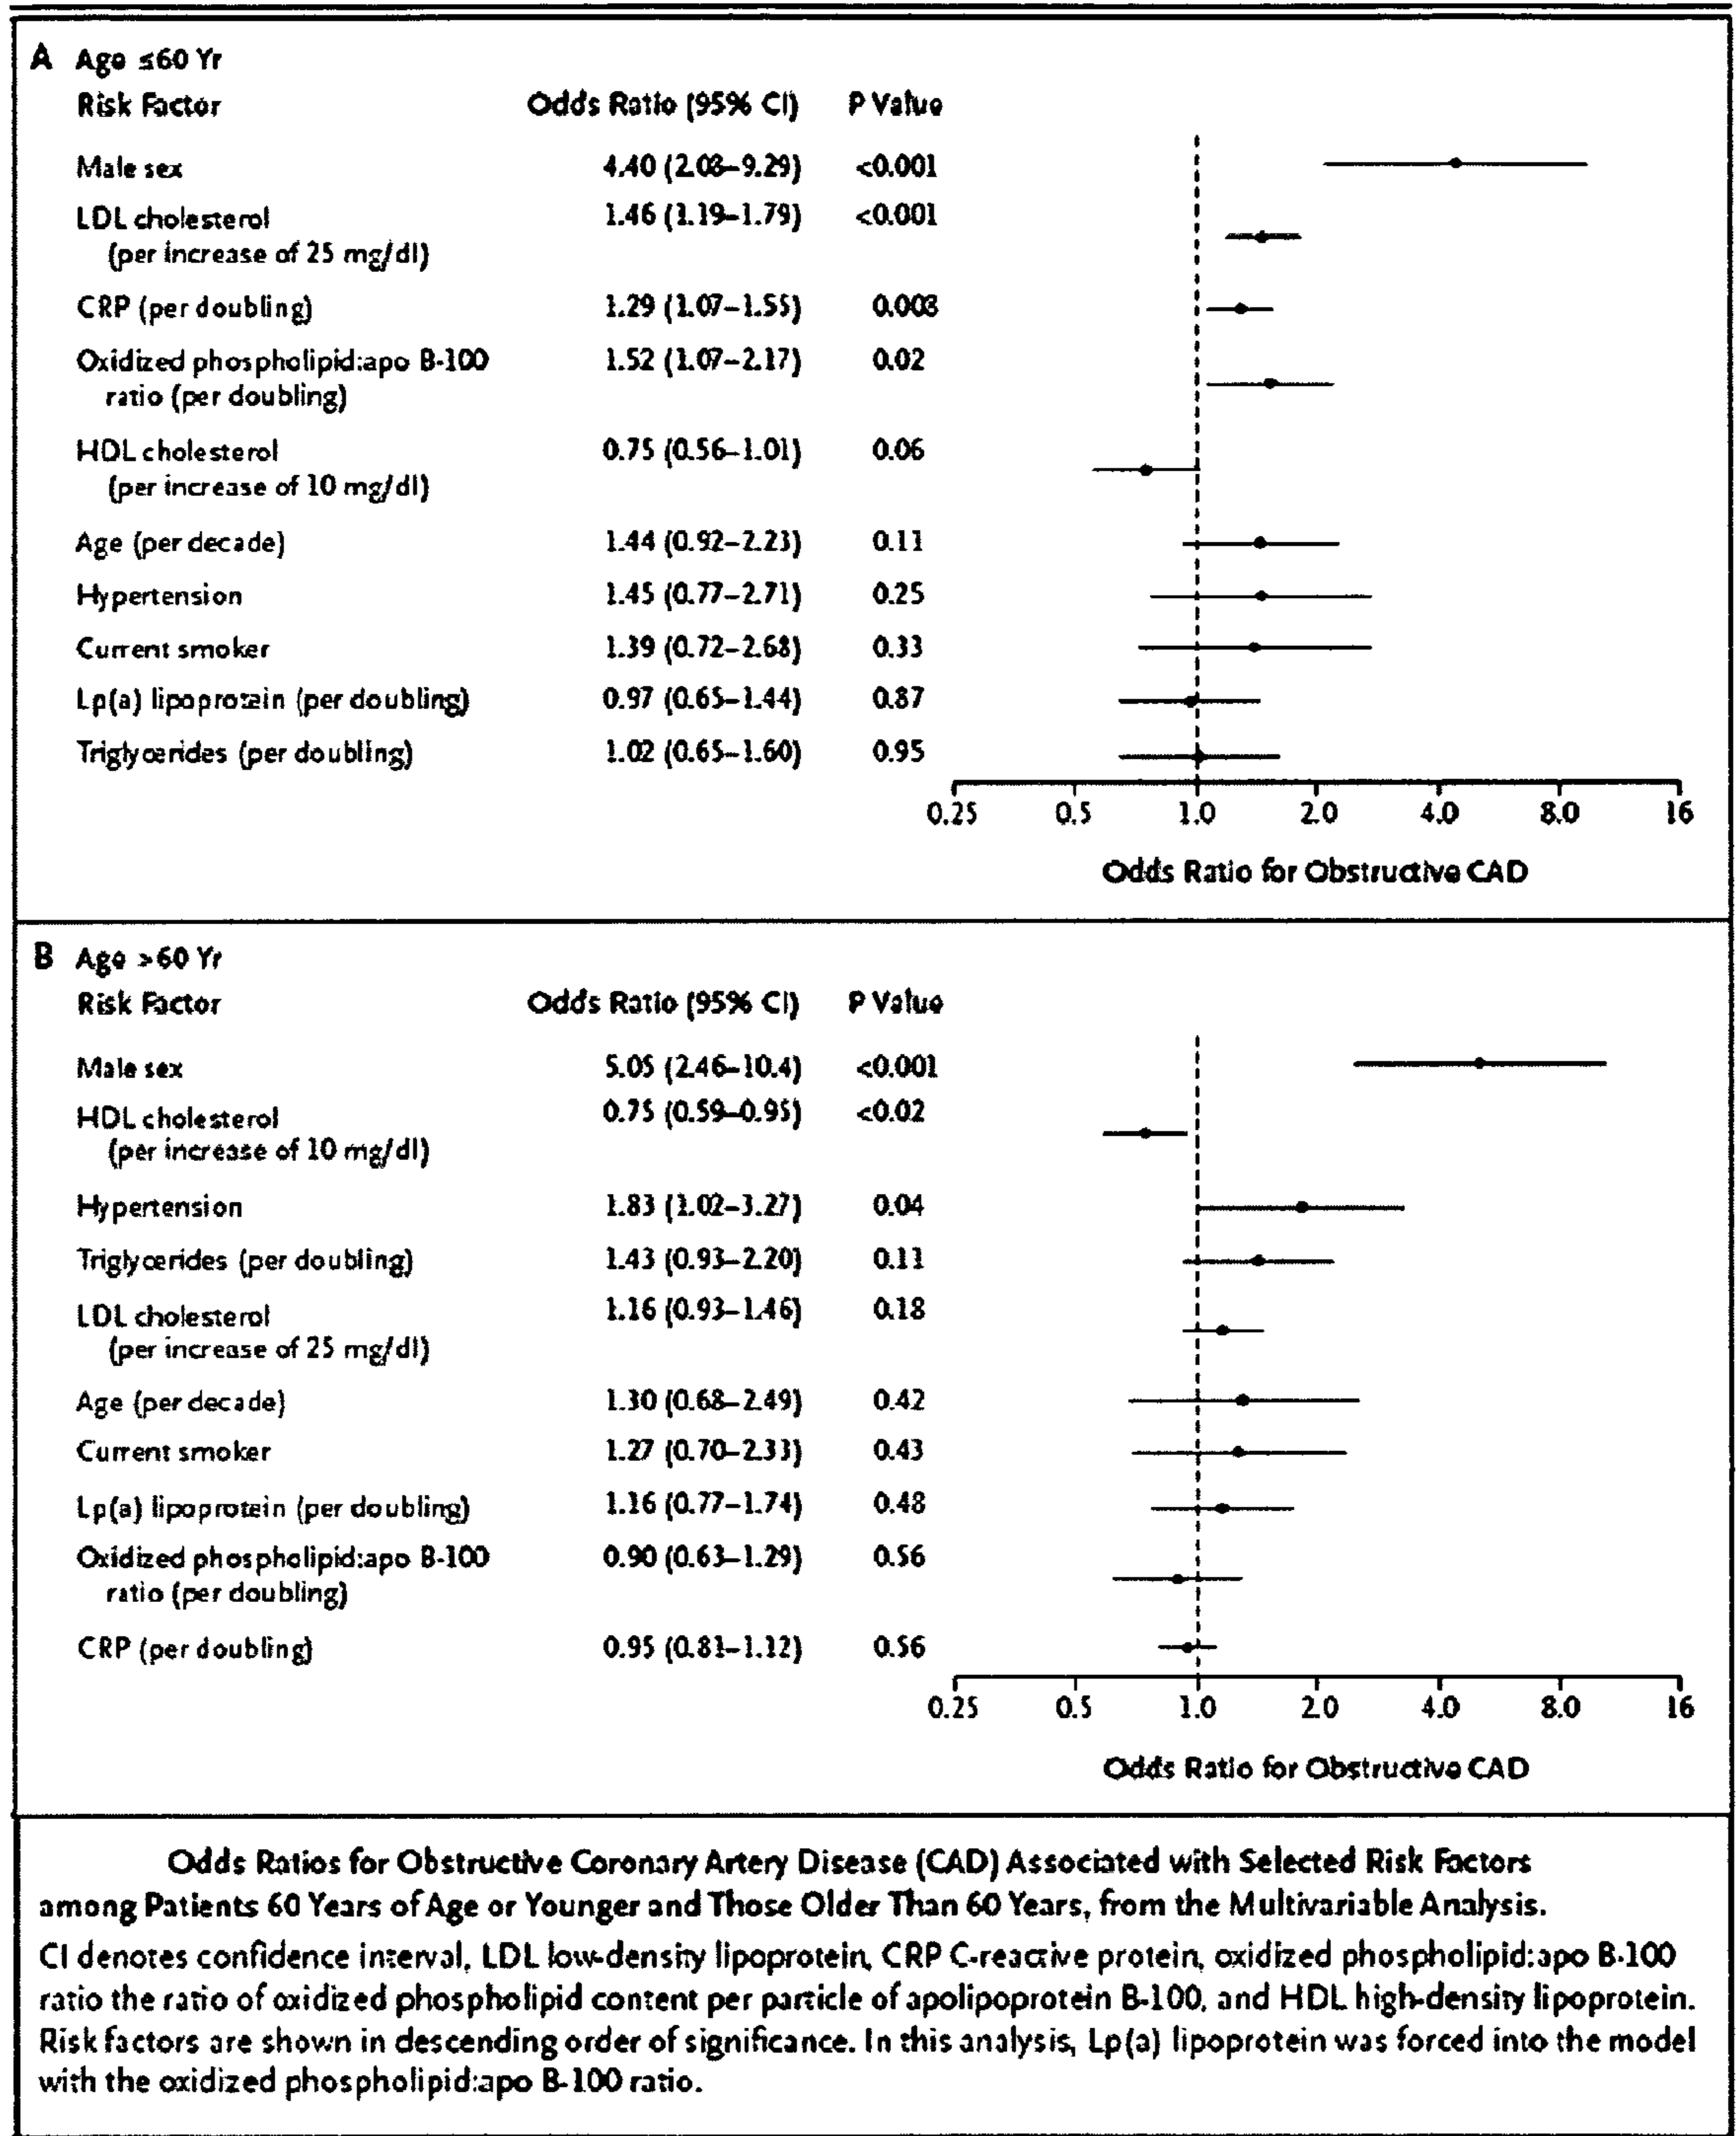 A Age ≤60 Yr
Risk Factor Odds Ratio (95% CI) P Value
Male sex 4.40 (2.08–9.29) <0.001
LDL cholesterol 1.46 (1.19–1.79) <0.001
(per increase of 25 mg/dl)
CRP (per doubling) 1.29 (1.07–1.55) 0.008
Oxidized phospholipid:apo B-100 1.52 (1.07–2.17) 0.02
ratio (per doubling)
HDL cholesterol 0.75 (0.56–1.01) 0.06
(per increase of 10 mg/dl)
Age (per decade) 1.44 (0.92–2.23) 0.11
Hypertension 1.45 (0.77–2.71) 0.25
Current smoker 1.39 (0.72–2.68) 0.33
Lp(a) lipoprotein (per doubling) 0.97 (0.65–1.44) 0.87
Triglycerides (per doubling) 1.02 (0.65–1.60) 0.95
0.25 0.5 1.0 2.0 4.0 8.0 16
Odds Ratio for Obstructive CAD
B Age >60 Yr
Risk Factor Odds Ratio (95% CI) P Value
Male sex 5.05 (2.46–10.4) <0.001
HDL cholesterol 0.75 (0.59–0.95) <0.02
(per increase of 10 mg/dl)
Hypertension 1.83 (1.02–3.27) 0.04
Triglycerides (per doubling) 1.43 (0.93–2.20) 0.11
LDL cholesterol 1.16 (0.93–1.46) 0.18
(per increase of 25 mg/dl)
Age (per decade) 1.30 (0.68–2.49) 0.42
Current smoker 1.27 (0.70–2.33) 0.43
Lp(a) lipoprotein (per doubling) 1.16 (0.77–1.74) 0.48
Oxidized phospholipid:apo B-100 0.90 (0.63–1.29) 0.56
ratio (per doubling)
CRP (per doubling) 0.95 (0.81–1.12) 0.56
0.25 0.5 1.0 2.0 4.0 8.0 16
Odds Ratio for Obstructive CAD
Odds Ratios for Obstructive Coronary Artery Disease (CAD) Associated with Selected Risk Factors
among Patients 60 Years of Age or Younger and Those Older Than 60 Years, from the Multivariable Analysis.
CI denotes confidence interval, LDL low-density lipoprotein, CRP C-reactive protein, oxidized phospholipid:apo B-100
ratio the ratio of oxidized phospholipid content per particle of apolipoprotein B-100, and HDL high-density lipoprotein.
Risk factors are shown in descending order of significance. In this analysis, Lp(a) lipoprotein was forced into the model
with the oxidized phospholipid:apo B-100 ratio.